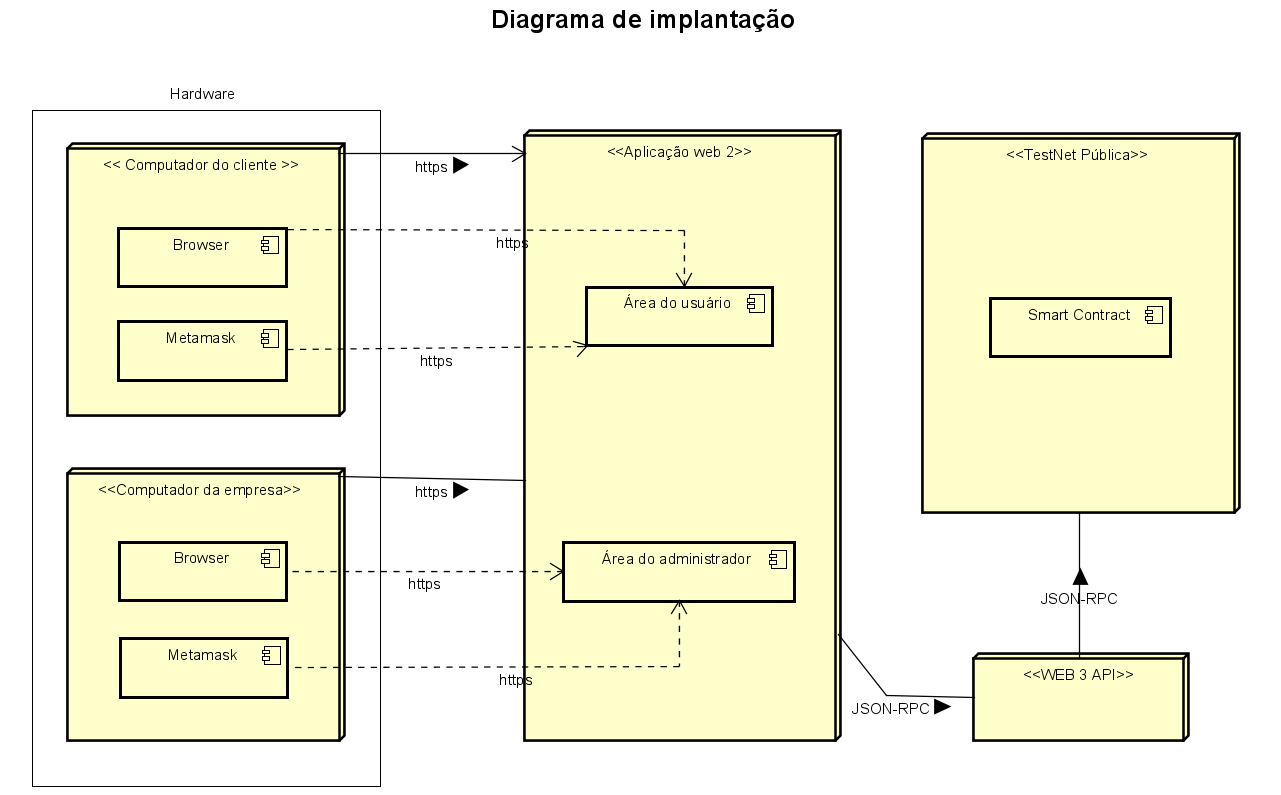 Diagrama de implantação
Hardware
<< Computador do cliente >>
Browser
Metamask
<<Computador da empresa>>
Browser
Metamask
https
https
https
https
https
https
<<Aplicação web 2>>
Área do usuário
Área do administrador
<<TestNet Pública>>
Smart Contract
JSON-RPC
<<WEB 3 API>>
JSON-RPC